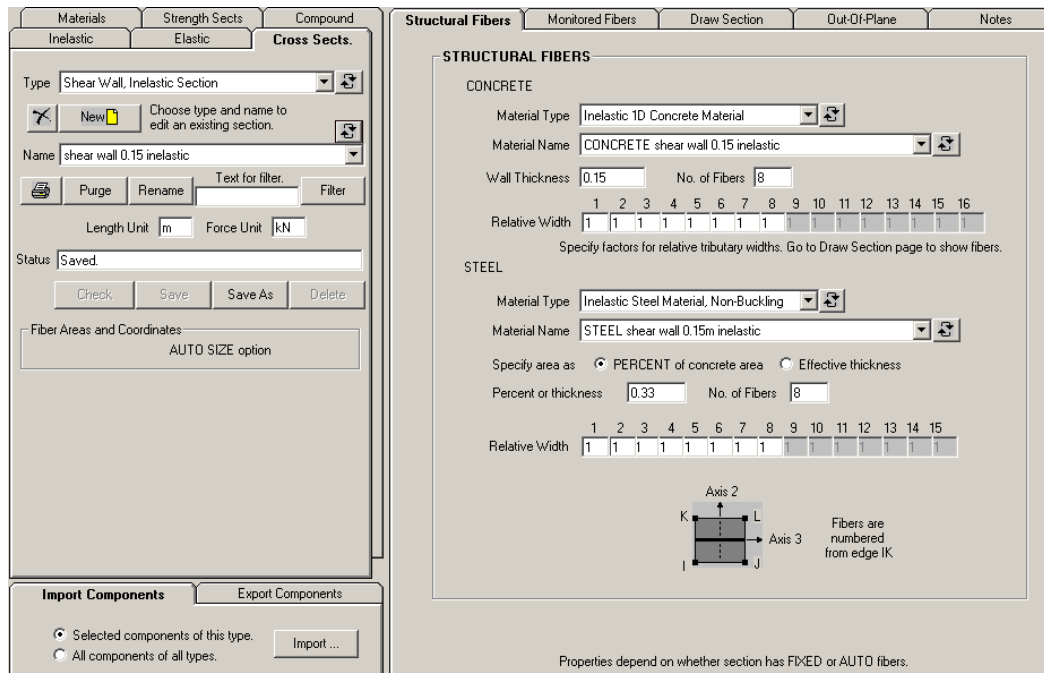 Materials Strength Sects Compound
Inelastic Elastic Cross Sects.
Type Shear Wall, Inelastic Section
New Choose type and name to
edit an existing section.
Name shear wall 0.15 inelastic
Purge Rename Text for filter. Filter
Length Unit m Force Unit kN
Status Saved.
Check Save Save As Delete
Fiber Areas and Coordinates
AUTO SIZE option
Import Components Export Components
Selected components of this type.
All components of all types.
Import ...
Structural Fibers Monitored Fibers Draw Section Out-Of-Plane Notes
STRUCTURAL FIBERS
CONCRETE
Material Type Inelastic 1D Concrete Material
Material Name CONCRETE shear wall 0.15 inelastic
Wall Thickness 0.15 No. of Fibers 8
1 2 3 4 5 6 7 8 9 10 11 12 13 14 15 16
Relative Width 1 1 1 1 1 1 1 1 1 1 1 1 1 1 1 1
Specify factors for relative tributary widths. Go to Draw Section page to show fibers.
STEEL
Material Type Inelastic Steel Material, Non-Buckling
Material Name STEEL shear wall 0.15m inelastic
Specify area as PERCENT of concrete area Effective thickness
Percent or thickness 0.33 No. of Fibers 8
1 2 3 4 5 6 7 8 9 10 11 12 13 14 15
Relative Width 1 1 1 1 1 1 1 1 1 1 1 1 1 1 1
Axis 2
K L
Axis 3
I J
Fibers are
numbered
from edge IK
Properties depend on whether section has FIXED or AUTO fibers.